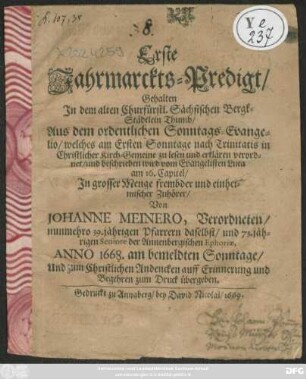 8.
Ye
237
Erste
Jahrmarckts-Predigt/
Gehalten
In dem alten Churfürstl. Sächsischen Bergk-
Städtlein Thumb/
Aus dem ordentlichen Sonntags-Evange-
lio/ welches am Ersten Sonntage nach Trinitatis in
Christlicher Kirch-Gemeine zu lesen und erklären verord-
net/ und beschrieben wird vom Evangelisten Luca
am 16. Capitel/
In grosser Menge frembder und einhei-
mischer Zuhörer/
Von
JOHANNE MEINERO, Verordneten/
nunmehro 39.jährigen Pfarrern daselbst/ und 75.jäh-
rigen Seniore der Annenbergischen Ephorie,
ANNO 1668. am bemeldten Sonntage/
Und zum Christlichen Andencken auff Erinnerung und
Begehren zum Druck übergeben.
Gedruckt zu Annaberg/ bey David Nicolai/ 1669.